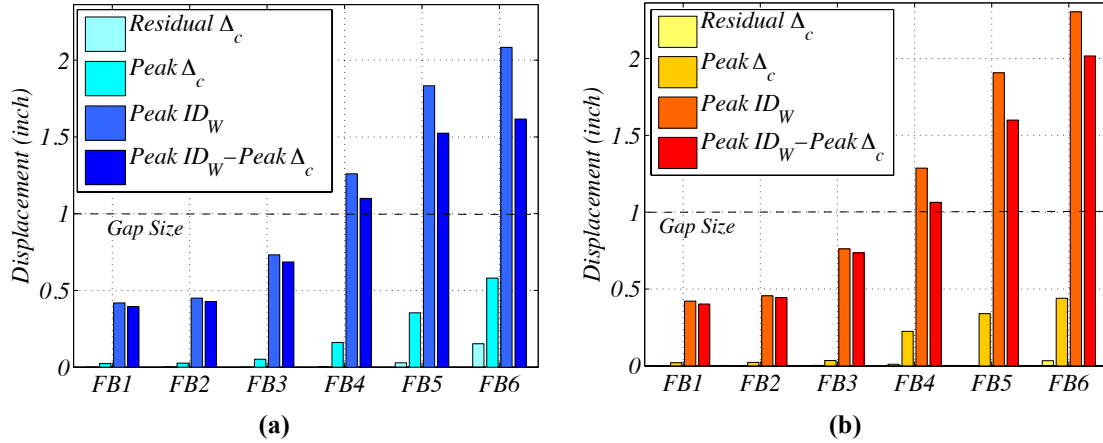 Residual Δc
Peak Δc
Peak IDW
Peak IDW−Peak Δc
Displacement (inch)
2
1.5
1
0.5
0
Gap Size
FB1 FB2 FB3 FB4 FB5 FB6
(a)
Residual Δc
Peak Δc
Peak IDW
Peak IDW−Peak Δc
Displacement (inch)
2
1.5
1
0.5
0
Gap Size
FB1 FB2 FB3 FB4 FB5 FB6
(b)